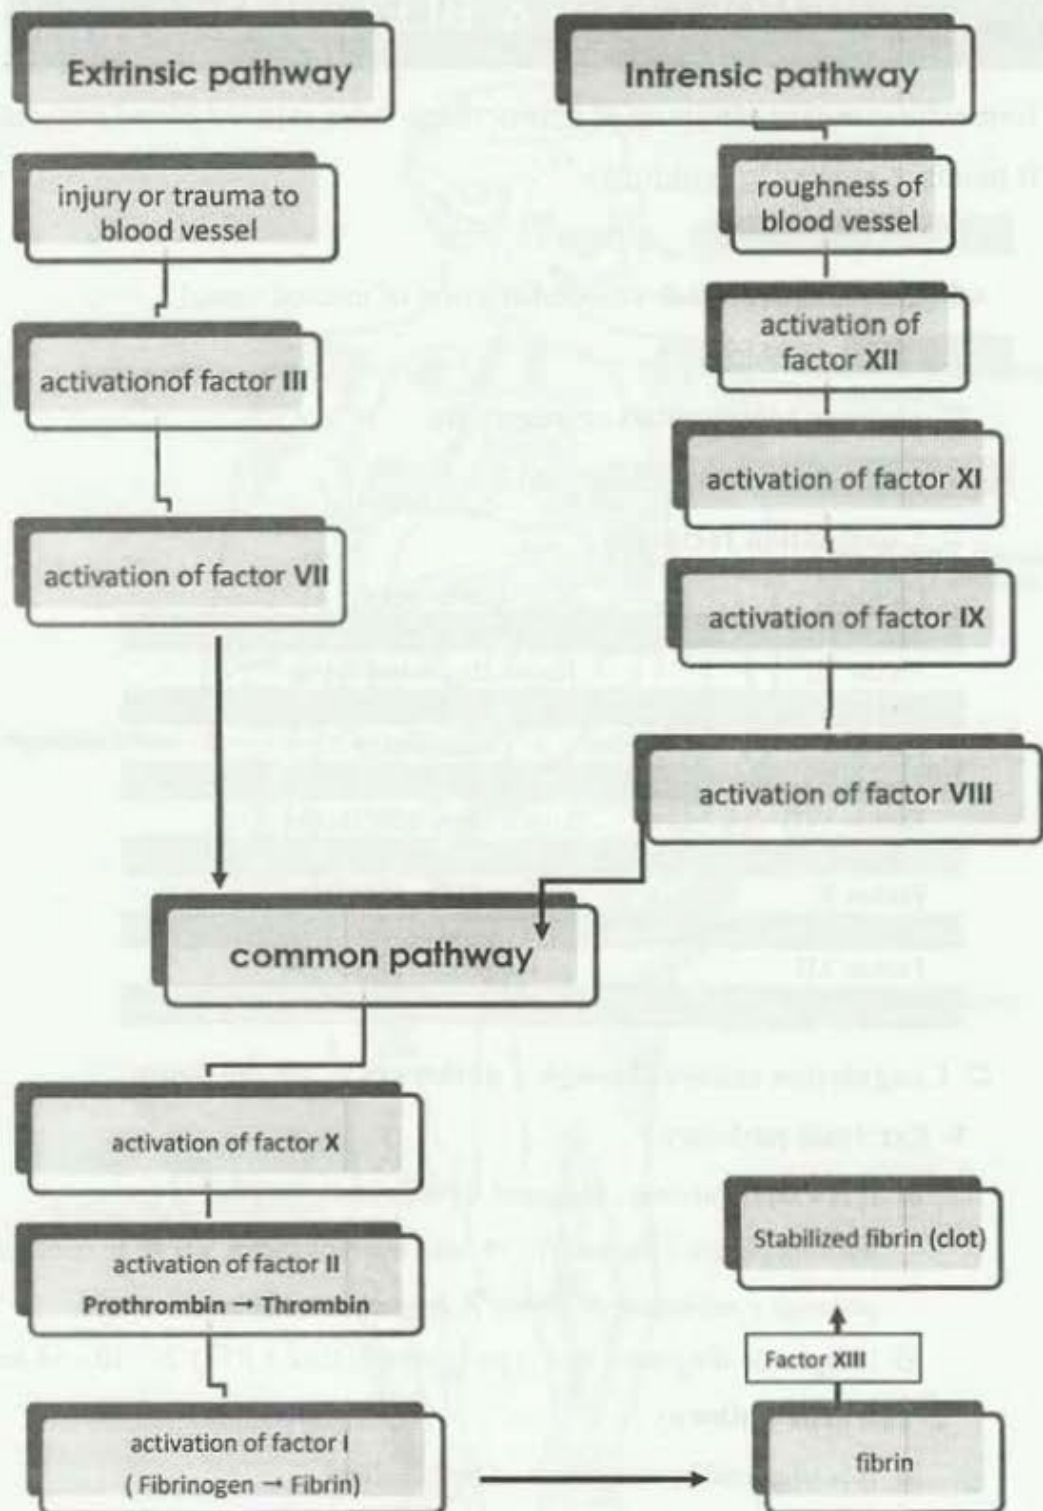 Extrinsic pathway
injury or trauma to
blood vessel
activationof factor III
activation of factor VII
Intrensic pathway
roughness of
blood vessel
activation of
factor XII
activation of factor XI
activation of factor IX
activation of factor VIII
common pathway
activation of factor X
activation of factor II
Prothrombin → Thrombin
activation of factor I
( Fibrinogen → Fibrin)
fibrin
Factor XIII
Stabilized fibrin (clot)